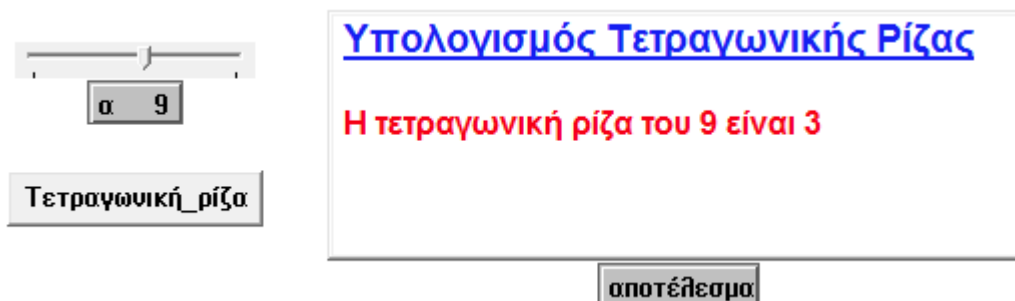 Υπολογισμός Τετραγωνικής Ρίζας
α 9
Η τετραγωνική ρίζα του 9 είναι 3
Τετραγωνική_ρίζα
αποτέλεσμα